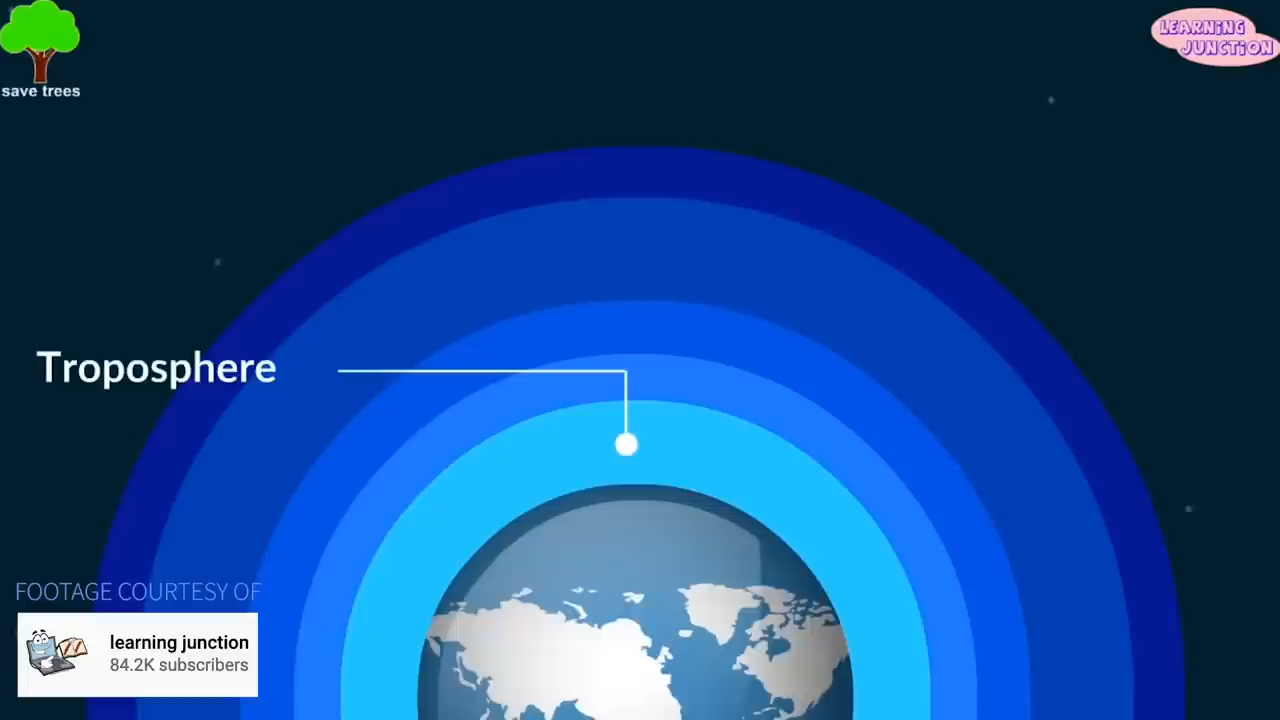 save trees
LEARNING
JUNCTION
Troposphere
FOOTAGE COURTESY OF
learning junction
84.2K subscribers